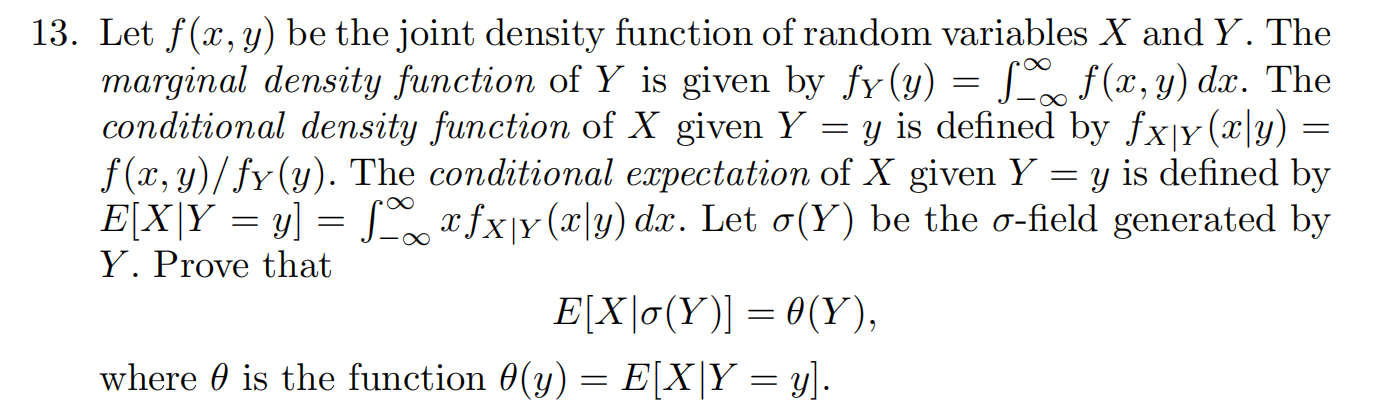 13. Let f(x, y) be the joint density function of random variables X and Y. The
marginal density function of Y is given by f_Y(y) = ∫_{−∞}^{∞} f(x, y) dx. The
conditional density function of X given Y = y is defined by f_{X|Y}(x|y) =
f(x, y)/f_Y(y). The conditional expectation of X given Y = y is defined by
E[X|Y = y] = ∫_{−∞}^{∞} x f_{X|Y}(x|y) dx. Let σ(Y) be the σ-field generated by
Y. Prove that
E[X|σ(Y)] = θ(Y),
where θ is the function θ(y) = E[X|Y = y].